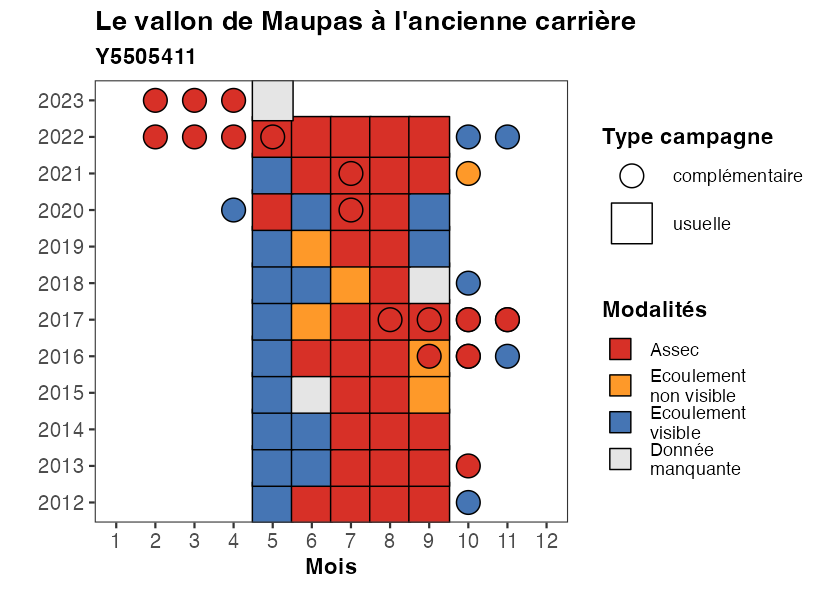 Le vallon de Maupas à l'ancienne carrière
Y5505411
2023
2022
2021
2020
2019
2018
2017
2016
2015
2014
2013
2012
1 2 3 4 5 6 7 8 9 10 11 12
Mois
Type campagne
complémentaire
usuelle
Modalités
Assec
Ecoulement
non visible
Ecoulement
visible
Donnée
manquante